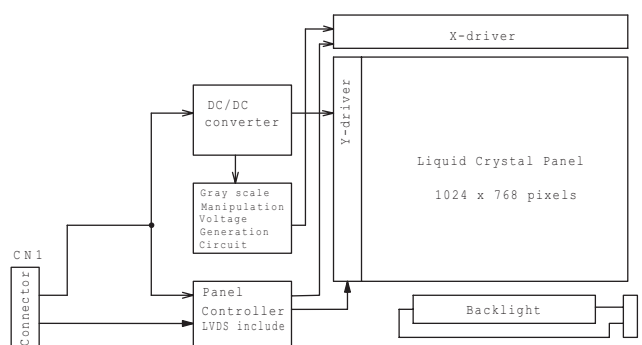 X-driver
DC/DC
converter
Y-driver
Liquid Crystal Panel
1024 x 768 pixels
Gray scale
Manipulation
Voltage
Generation
Circuit
CN1
Connector
Panel
Controller
LVDS include
Backlight